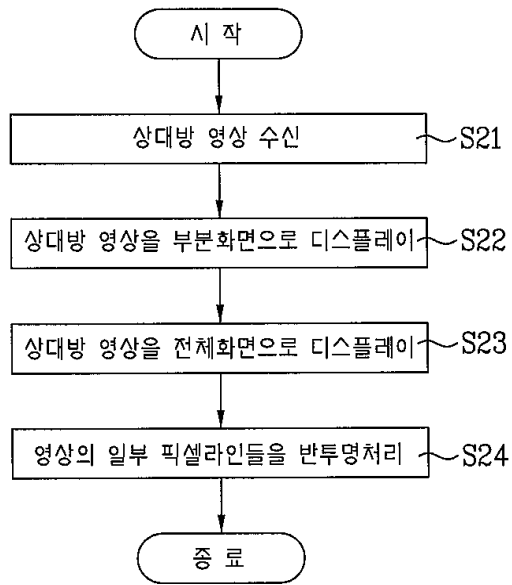 시 작
상대방 영상 수신
S21
상대방 영상을 부분화면으로 디스플레이
S22
상대방 영상을 전체화면으로 디스플레이
S23
영상의 일부 픽셀라인들을 반투명처리
S24
종 료